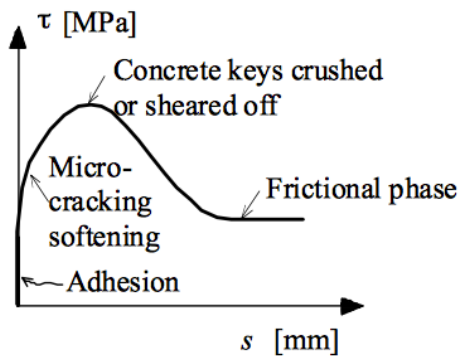 τ [MPa]
Concrete keys crushed
or sheared off
Micro-
cracking
softening
Frictional phase
Adhesion
s [mm]